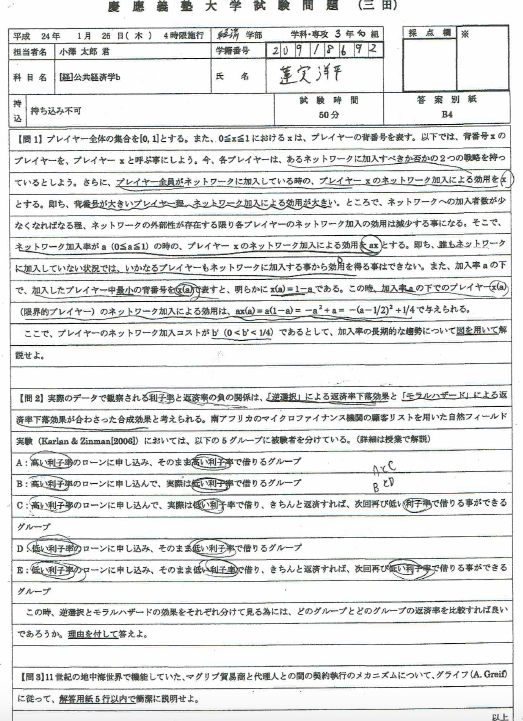 慶應義塾大学試験問題(三田)
平成 24年 1月 26日(木) 4時限施行
経済 学部
学科・専攻 3年 組
採点欄
※
担当者名
小澤 太郎 君
学籍番号
20918692
科目名
[経]公共経済学b
氏名
蓮実洋平
持込
持ち込み不可
試験時間
50分
答案別紙
B4
【問1】プレイヤー全体の集合を[0, 1]とする。また、0≦x≦1におけるxは、プレイヤーの背番号を表す。以下では、背番号xの
プレイヤーを、プレイヤーxと呼ぶ事にしよう。今、各プレイヤーは、あるネットワークに加入すべきか否かの2つの戦略を持っ
ているとしよう。さらに、プレイヤー全員がネットワークに加入している時の、プレイヤーxのネットワーク加入による効用をx
とする。即ち、背番号が大きいプレイヤー程、ネットワーク加入による効用が大きい。ところで、ネットワークへの加入者数が少
なくなればなる程、ネットワークの外部性が存在する限り各プレイヤーのネットワーク加入の効用は減少する事になる。そこで、
ネットワーク加入率がa(0≦a≦1)の時の、プレイヤーxのネットワーク加入による効用をaxとする。即ち、誰もネットワーク
に加入していない状況では、いかなるプレイヤーもネットワークに加入する事から効用を得る事はできない。また、加入率aの下
で、加入したプレイヤー中最小の背番号をx(a)で表すと、明らかにx(a)=1−aである。この時、加入率aの下でのプレイヤーx(a)
(限界的プレイヤー)のネットワーク加入による効用は、ax(a)=a(1−a)=−a²+a=−(a−1/2)²+1/4で与えられる。
ここで、プレイヤーのネットワーク加入コストがb'(0<b'<1/4)であるとして、加入率の長期的な趨勢について図を用いて解
説せよ。
【問2】実際のデータで観察される利子率と返済率の負の関係は、「逆選択」による返済率下落効果と「モラルハザード」による返
済率下落効果が合わさった合成効果と考えられる。南アフリカのマイクロファイナンス機関の顧客リストを用いた自然フィールド
実験(Karlan & Zinman[2006])においては、以下の5グループに被験者を分けている。(詳細は授業で解説)
A:高い利子率のローンに申し込み、そのまま高い利子率で借りるグループ
AとC
B:高い利子率のローンに申し込んで、実際は低い利子率で借りるグループ
BとD
C:高い利子率のローンに申し込んで、実際は低い利子率で借り、きちんと返済すれば、次回再び低い利子率で借りる事ができる
グループ
D:低い利子率のローンに申し込み、そのまま低い利子率で借りるグループ
E:低い利子率のローンに申し込み、そのまま低い利子率で借り、きちんと返済すれば、次回再び低い利子率で借りる事ができる
グループ
この時、逆選択とモラルハザードの効果をそれぞれ分けて見る為には、どのグループとどのグループの返済率を比較すれば良い
であろうか。理由を付して答えよ。
【問3】11世紀の地中海世界で機能していた、マグリブ貿易商と代理人との間の契約執行のメカニズムについて、グライフ(A. Greif)
に従って、解答用紙5行以内で簡潔に説明せよ。
以上